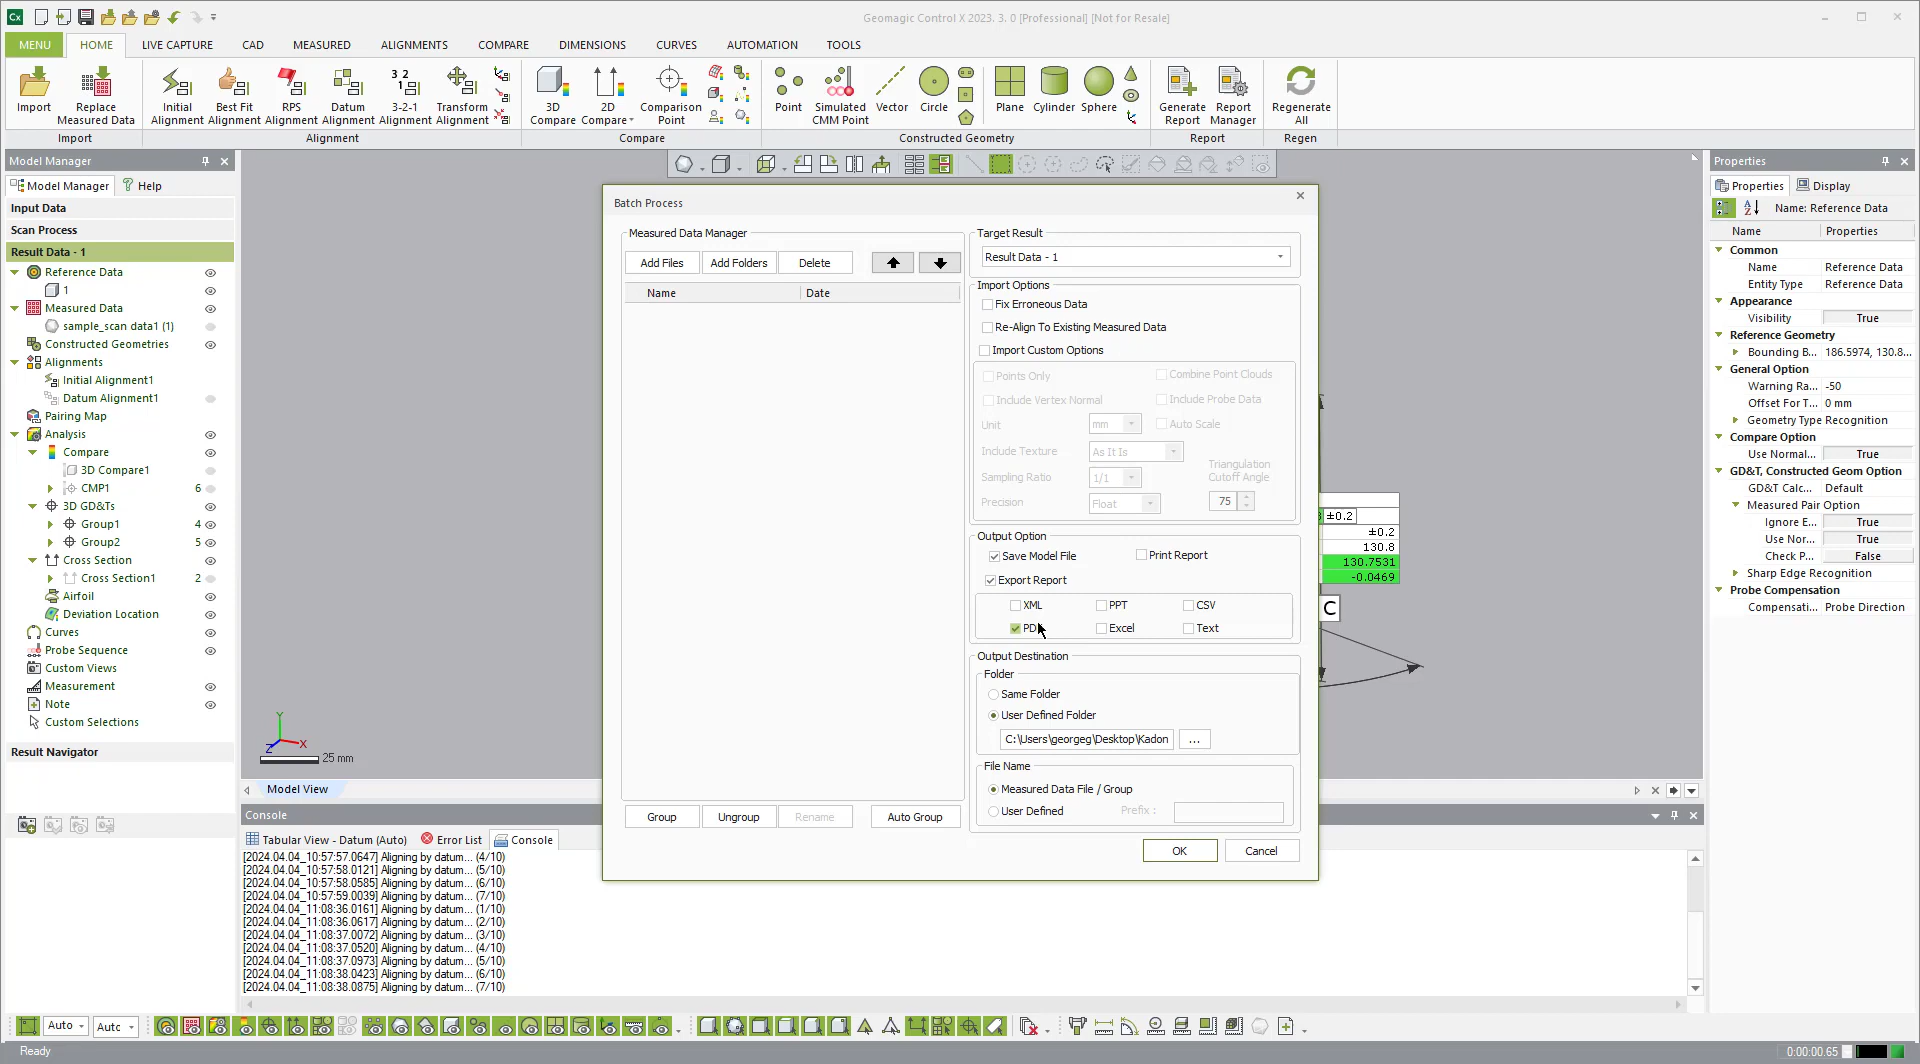 Cx
Geomagic Control X 2023. 3. 0 [Professional] [Not for Resale]
MENU HOME LIVE CAPTURE CAD MEASURED ALIGNMENTS COMPARE DIMENSIONS CURVES AUTOMATION TOOLS
Import
Replace Measured Data
Initial Alignment
Best Fit Alignment
RPS Alignment
Datum Alignment
3 2 1
3-2-1 Alignment
Transform Alignment
3D Compare
2D Compare
Comparison Point
Point
Simulated CMM Point
Vector
Circle
Plane
Cylinder
Sphere
Generate Report
Report Manager
Regenerate All
Import Alignment Compare Constructed Geometry Report Regen
Model Manager
Model Manager Help
Input Data
Scan Process
Result Data - 1
Reference Data
1
Measured Data
sample_scan data1 (1)
Constructed Geometries
Alignments
Initial Alignment1
Datum Alignment1
Pairing Map
Analysis
Compare
3D Compare1
CMP1 6
3D GD&Ts
Group1 4
Group2 5
Cross Section
Cross Section1 2
Airfoil
Deviation Location
Curves
Probe Sequence
Custom Views
Measurement
Note
Custom Selections
Result Navigator
Y
Z X
25 mm
Model View
Batch Process
Measured Data Manager
Add Files Add Folders Delete
Name Date
Group Ungroup Rename Auto Group
Target Result
Result Data - 1
Import Options
Fix Erroneous Data
Re-Align To Existing Measured Data
Import Custom Options
Points Only Combine Point Clouds
Include Vertex Normal Include Probe Data
Unit mm Auto Scale
Include Texture As It Is
Sampling Ratio 1/1
Triangulation Cutoff Angle
Precision Float 75
Output Option
Save Model File Print Report
Export Report
XML PPT CSV
PD Excel Text
Output Destination
Folder
Same Folder
User Defined Folder
C:\Users\georgeg\Desktop\Kadon ...
File Name
Measured Data File / Group
User Defined Prefix :
OK Cancel
±0.2
±0.2
130.8
130.7531
-0.0469
C
Properties
Properties Display
Name: Reference Data
Name Properties
Common
Name Reference Data
Entity Type Reference Data
Appearance
Visibility True
Reference Geometry
Bounding B... 186.5974, 130.8...
General Option
Warning Ra... -50
Offset For T... 0 mm
Geometry Type Recognition
Compare Option
Use Normal... True
GD&T, Constructed Geom Option
GD&T Calc... Default
Measured Pair Option
Ignore E... True
Use Nor... True
Check P... False
Sharp Edge Recognition
Probe Compensation
Compensati... Probe Direction
Console
Tabular View - Datum (Auto) Error List Console
[2024.04.04_10:57:57.0647] Aligning by datum... (4/10)
[2024.04.04_10:57:58.0121] Aligning by datum... (5/10)
[2024.04.04_10:57:58.0585] Aligning by datum... (6/10)
[2024.04.04_10:57:59.0039] Aligning by datum... (7/10)
[2024.04.04_11:08:36.0161] Aligning by datum... (1/10)
[2024.04.04_11:08:36.0617] Aligning by datum... (2/10)
[2024.04.04_11:08:37.0072] Aligning by datum... (3/10)
[2024.04.04_11:08:37.0520] Aligning by datum... (4/10)
[2024.04.04_11:08:37.0973] Aligning by datum... (5/10)
[2024.04.04_11:08:38.0423] Aligning by datum... (6/10)
[2024.04.04_11:08:38.0875] Aligning by datum... (7/10)
Auto Auto
Ready
0:00:00.65